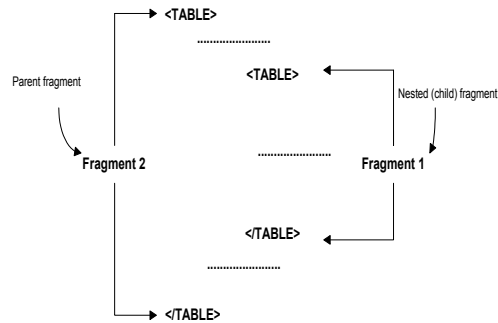 <TABLE>
........................
<TABLE>
Parent fragment
Nested (child) fragment
Fragment 2
........................
Fragment 1
</TABLE>
........................
</TABLE>